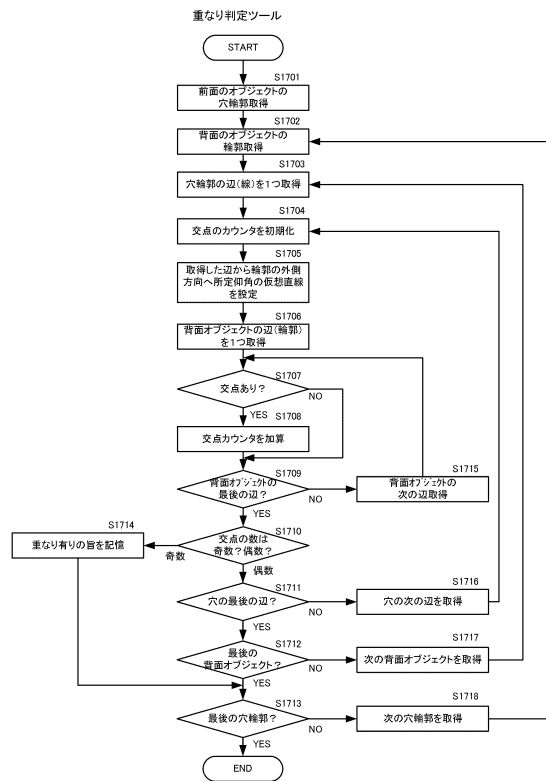 重なり判定ツール
START
S1701
前面のオブジェクトの
穴輪郭取得
S1702
背面のオブジェクトの
輪郭取得
S1703
穴輪郭の辺(線)を1つ取得
S1704
交点のカウンタを初期化
S1705
取得した辺から輪郭の外側
方向へ所定仰角の仮想直線
を設定
S1706
背面オブジェクトの辺(輪郭)
を1つ取得
S1707
交点あり?
NO
YES
S1708
交点カウンタを加算
S1709
背面オブジェクトの
最後の辺?
NO
YES
S1715
背面オブジェクトの
次の辺取得
S1710
交点の数は
奇数?偶数?
奇数
偶数
S1714
重なり有りの旨を記憶
S1711
穴の最後の辺?
NO
YES
S1716
穴の次の辺を取得
S1712
最後の
背面オブジェクト?
NO
YES
S1717
次の背面オブジェクトを取得
S1713
最後の穴輪郭?
NO
YES
S1718
次の穴輪郭を取得
END